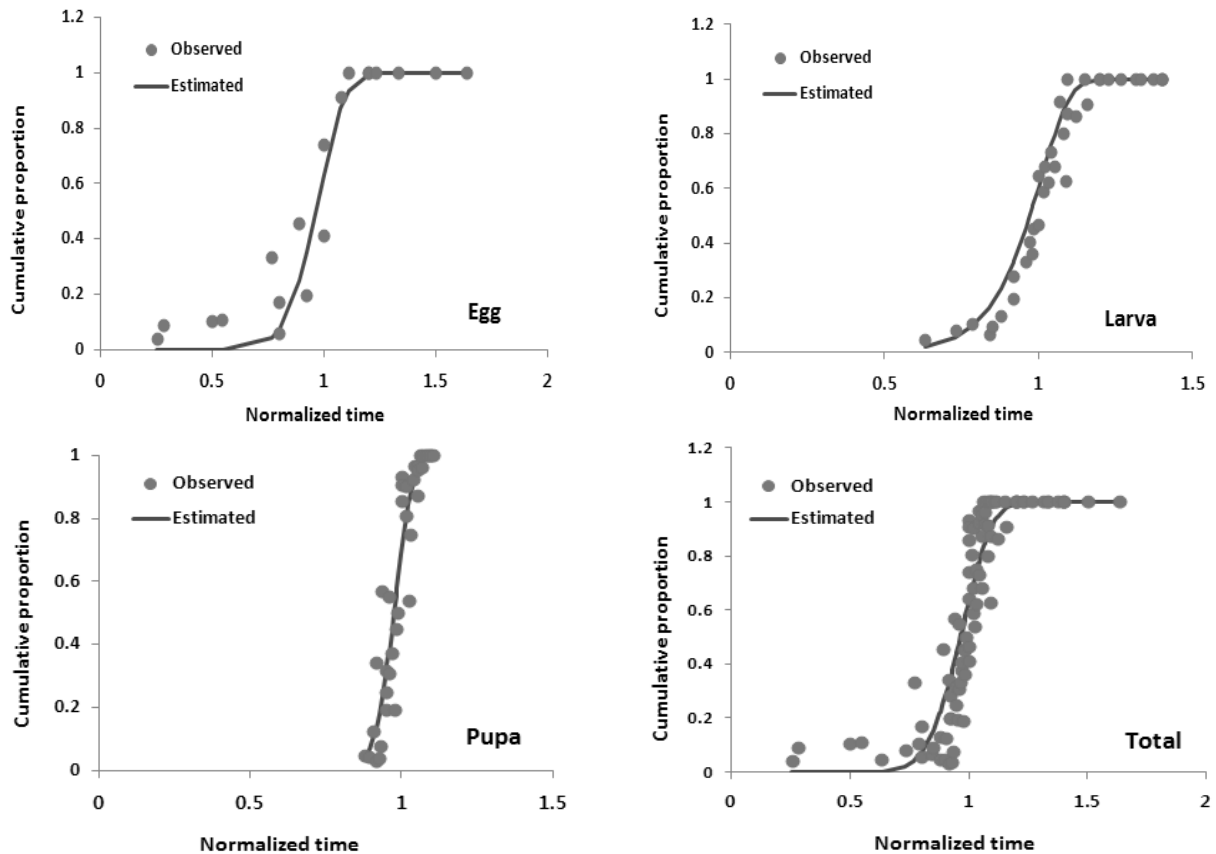 1.2
1
0.8
0.6
0.4
0.2
0
Cumulative proportion
Observed
Estimated
Egg
0 0.5 1 1.5 2
Normalized time
1.2
1
0.8
0.6
0.4
0.2
0
Cumulative proportion
Observed
Estimated
Larva
0 0.5 1 1.5
Normalized time
1
0.8
0.6
0.4
0.2
0
Cumulative proportion
Observed
Estimated
Pupa
0 0.5 1 1.5
Normalized time
1.2
1
0.8
0.6
0.4
0.2
0
Cumulative proportion
Observed
Estimated
Total
0 0.5 1 1.5 2
Normalized time